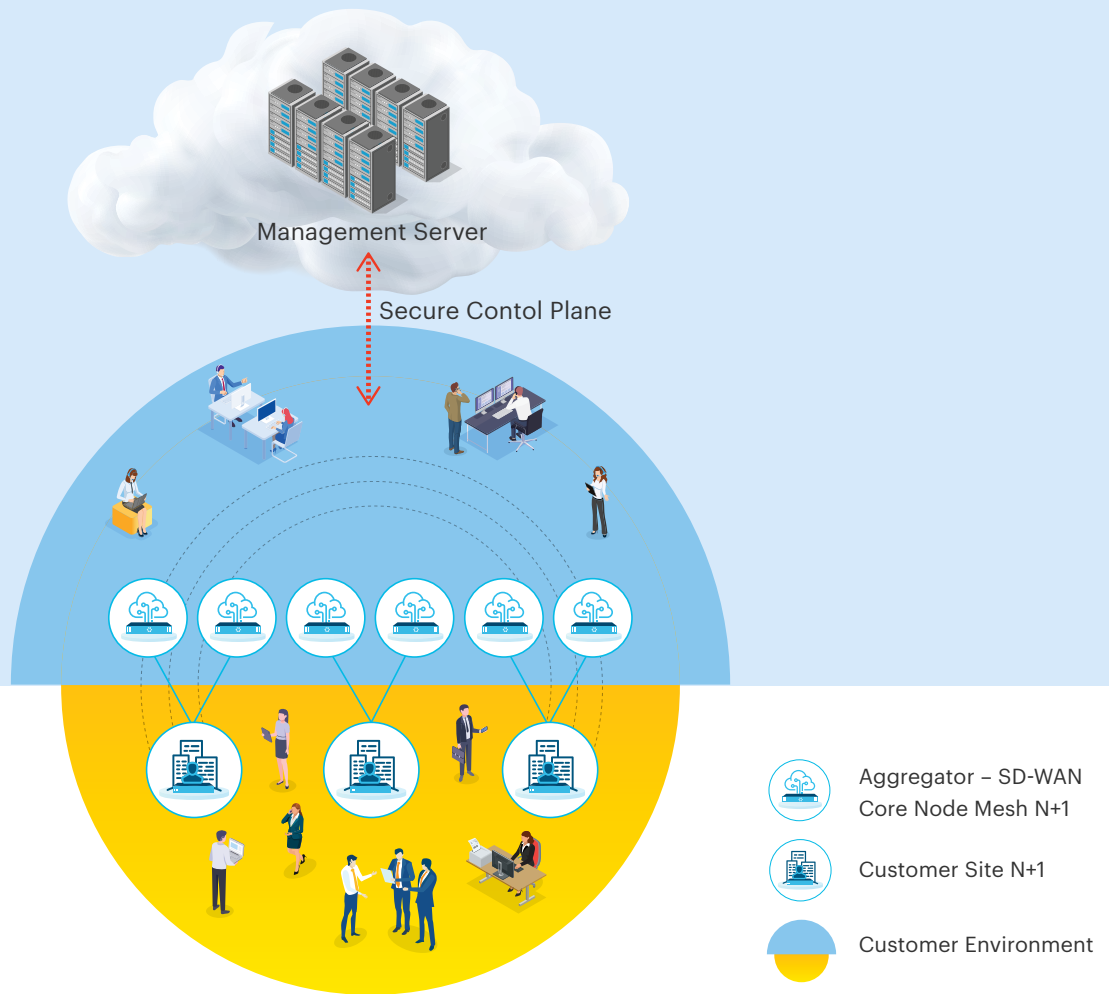 Management Server
Secure Contol Plane
Aggregator – SD-WAN
Core Node Mesh N+1
Customer Site N+1
Customer Environment